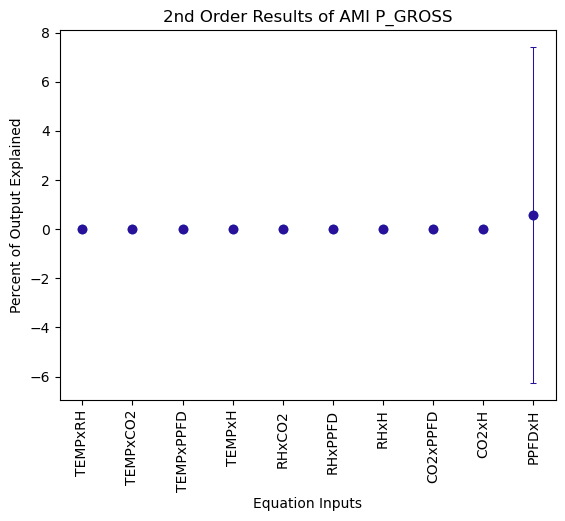 2nd Order Results of AMI P_GROSS
Percent of Output Explained
8
6
4
2
0
−2
−4
−6
TEMPxRH
TEMPxCO2
TEMPxPPFD
TEMPxH
RHxCO2
RHxPPFD
RHxH
CO2xPPFD
CO2xH
PPFDxH
Equation Inputs